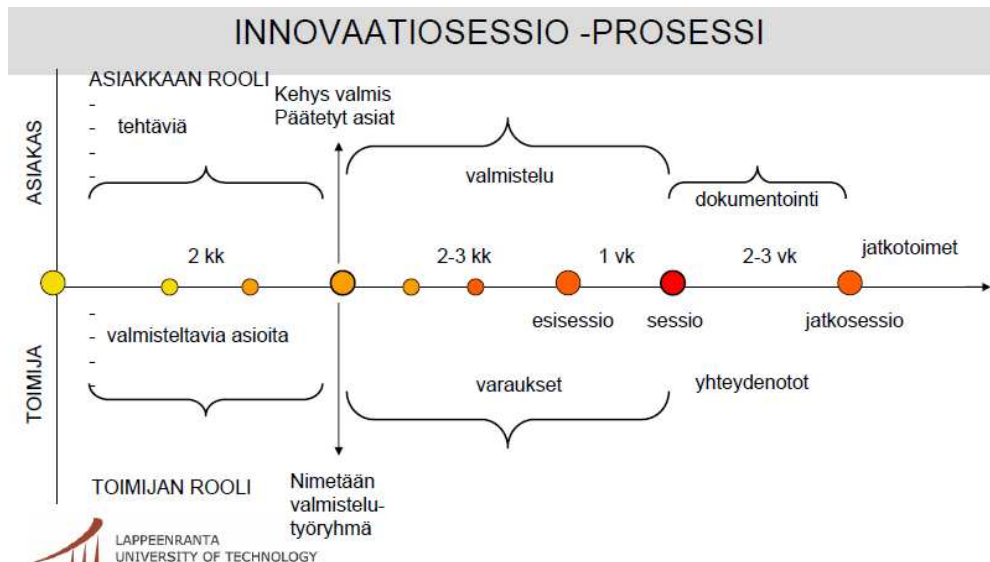 INNOVAATIOSESSIO -PROSESSI
ASIAKKAAN ROOLI
-
- tehtäviä
-
-
-
Kehys valmis
Päätetyt asiat
ASIAKAS
valmistelu
dokumentointi
2 kk
2-3 kk
1 vk
2-3 vk
jatkotoimet
esisessio
sessio
jatkosessio
-
- valmisteltavia asioita
-
-
TOIMIJA
varaukset
yhteydenotot
TOIMIJAN ROOLI
Nimetään
valmistelu-
työryhmä
LAPPEENRANTA
UNIVERSITY OF TECHNOLOGY